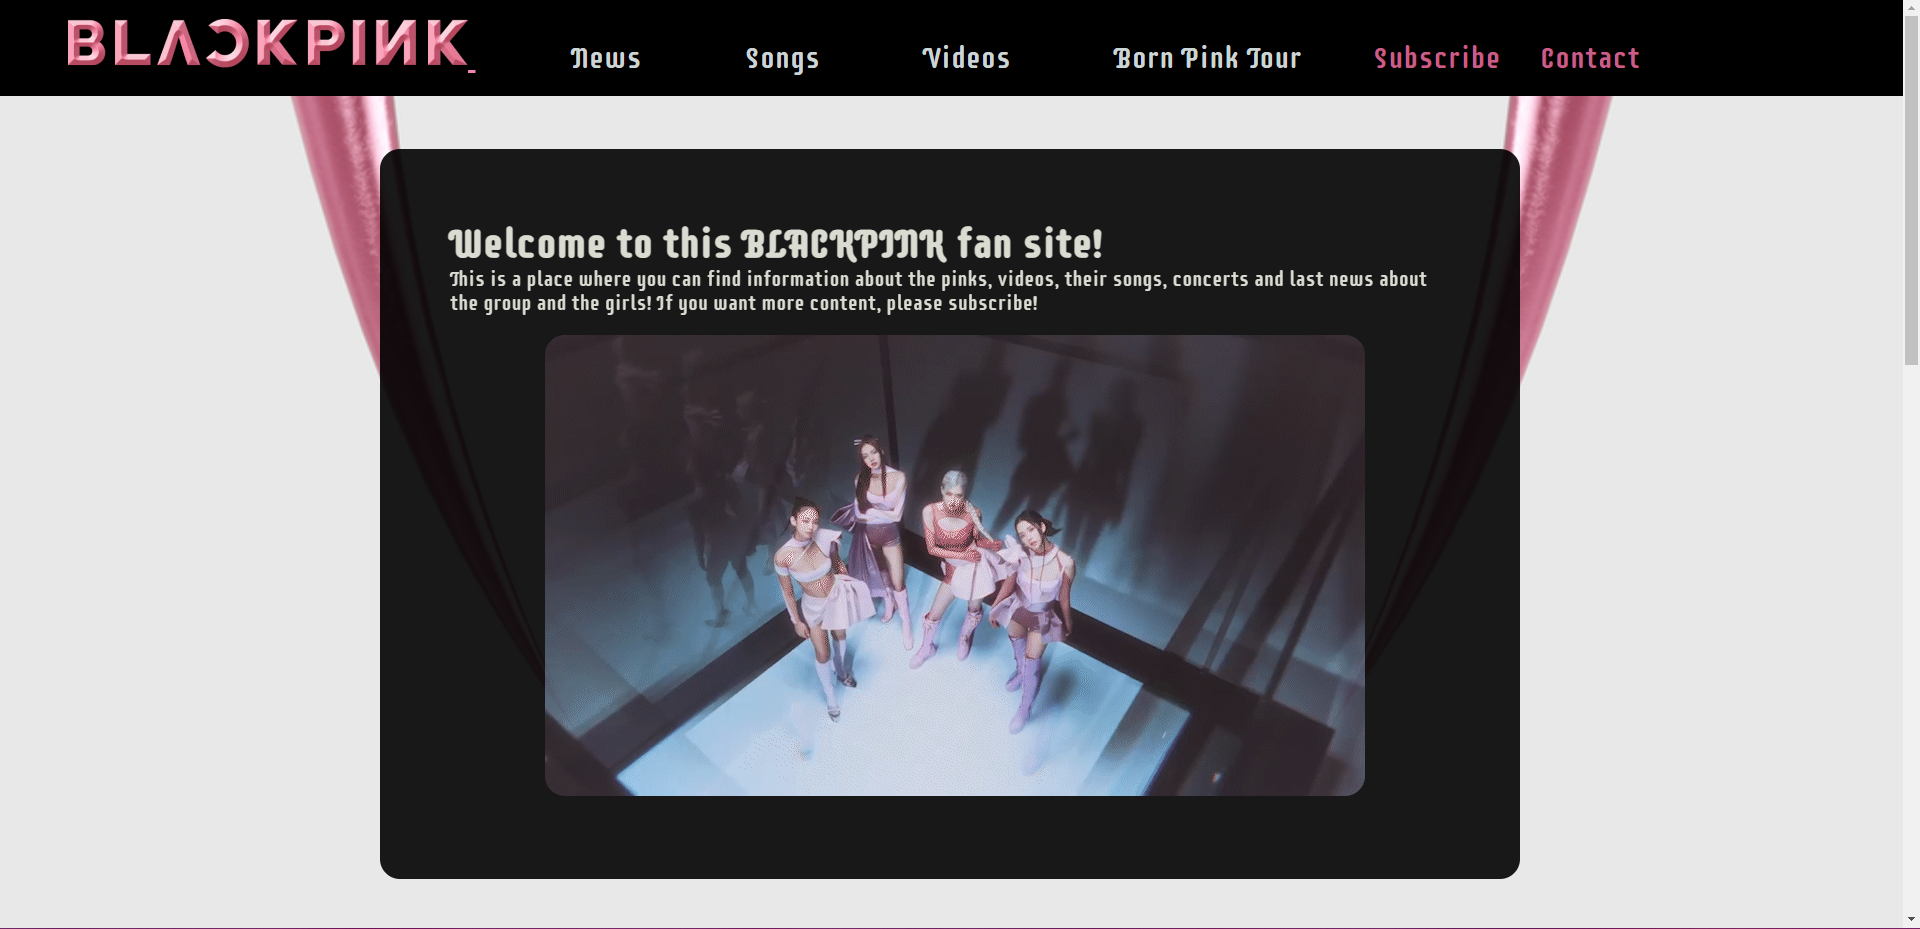 BLACKPINK
News Songs Videos Born Pink Tour Subscribe Contact
Welcome to this BLACKPINK fan site!
This is a place where you can find information about the pinks, videos, their songs, concerts and last news about
the group and the girls! If you want more content, please subscribe!